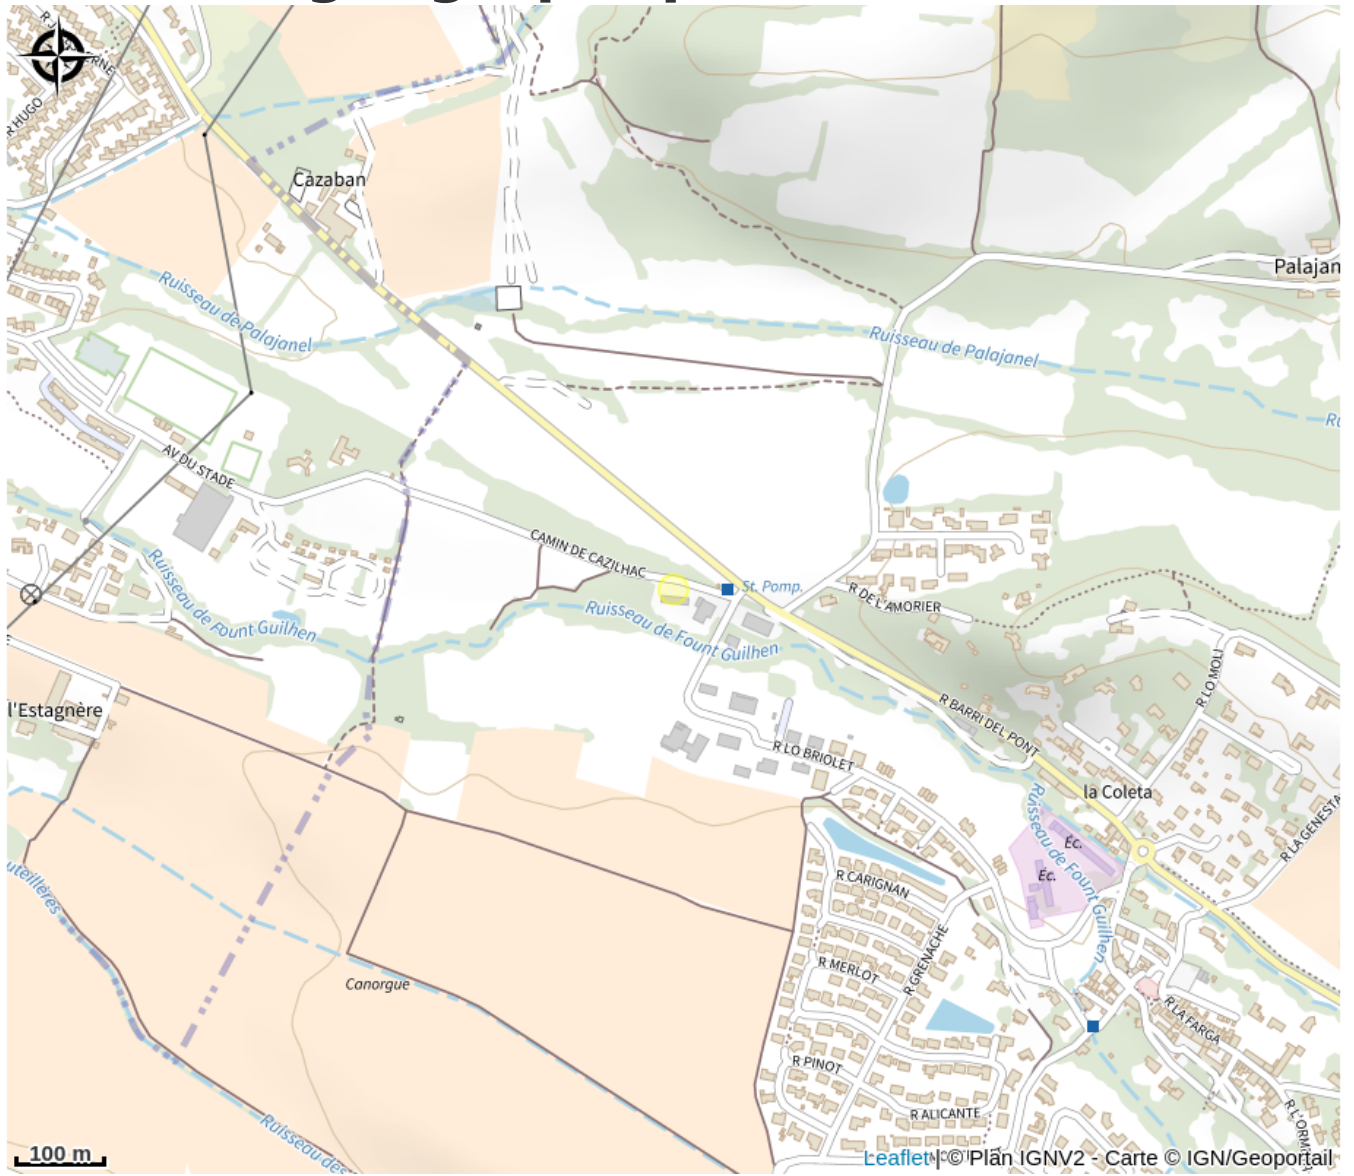 R HUGO
Cazaban
Palajan
Ruisseau de Palajanel
Ruisseau de Palajanel
AV DU STADE
CAMIN DE CAZILHAC
St. Pomp.
R DE L'AMORIER
Ruisseau de Fount Guilhen
Ruisseau de Fount Guilhen
R LO MOLI
l'Estagnère
R BARRI DEL PONT
R LO BRIOLET
la Coleta
R LA GENESTA
Ruisseau de Fount Guilhen
Éc.
Éc.
R CARIGNAN
R GRENACHE
R MERLOT
Canorgue
R LA FARGA
R PINOT
R ALICANTE
R L'ORM
Ruisseau des
100 m
Leaflet | © Plan IGNV2 - Carte © IGN/Geoportail